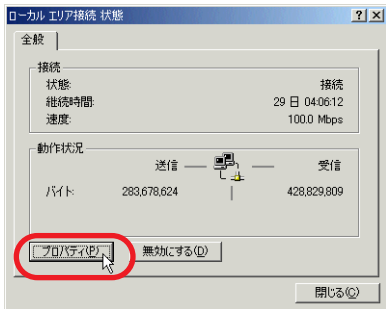 ローカル エリア接続 状態
全般
接続
状態: 接続
継続時間: 29 日 04:06:12
速度: 100.0 Mbps
動作状況
送信 受信
バイト: 283,678,624 428,829,809
プロパティ(P) 無効にする(D)
閉じる(C)